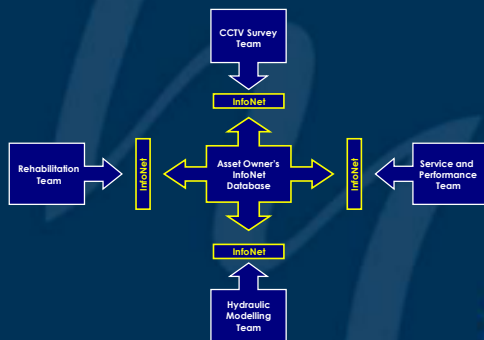 CCTV Survey
Team
InfoNet
Rehabilitation
Team
InfoNet
Asset Owner's
InfoNet
Database
InfoNet
Service and
Performance
Team
InfoNet
Hydraulic
Modelling
Team